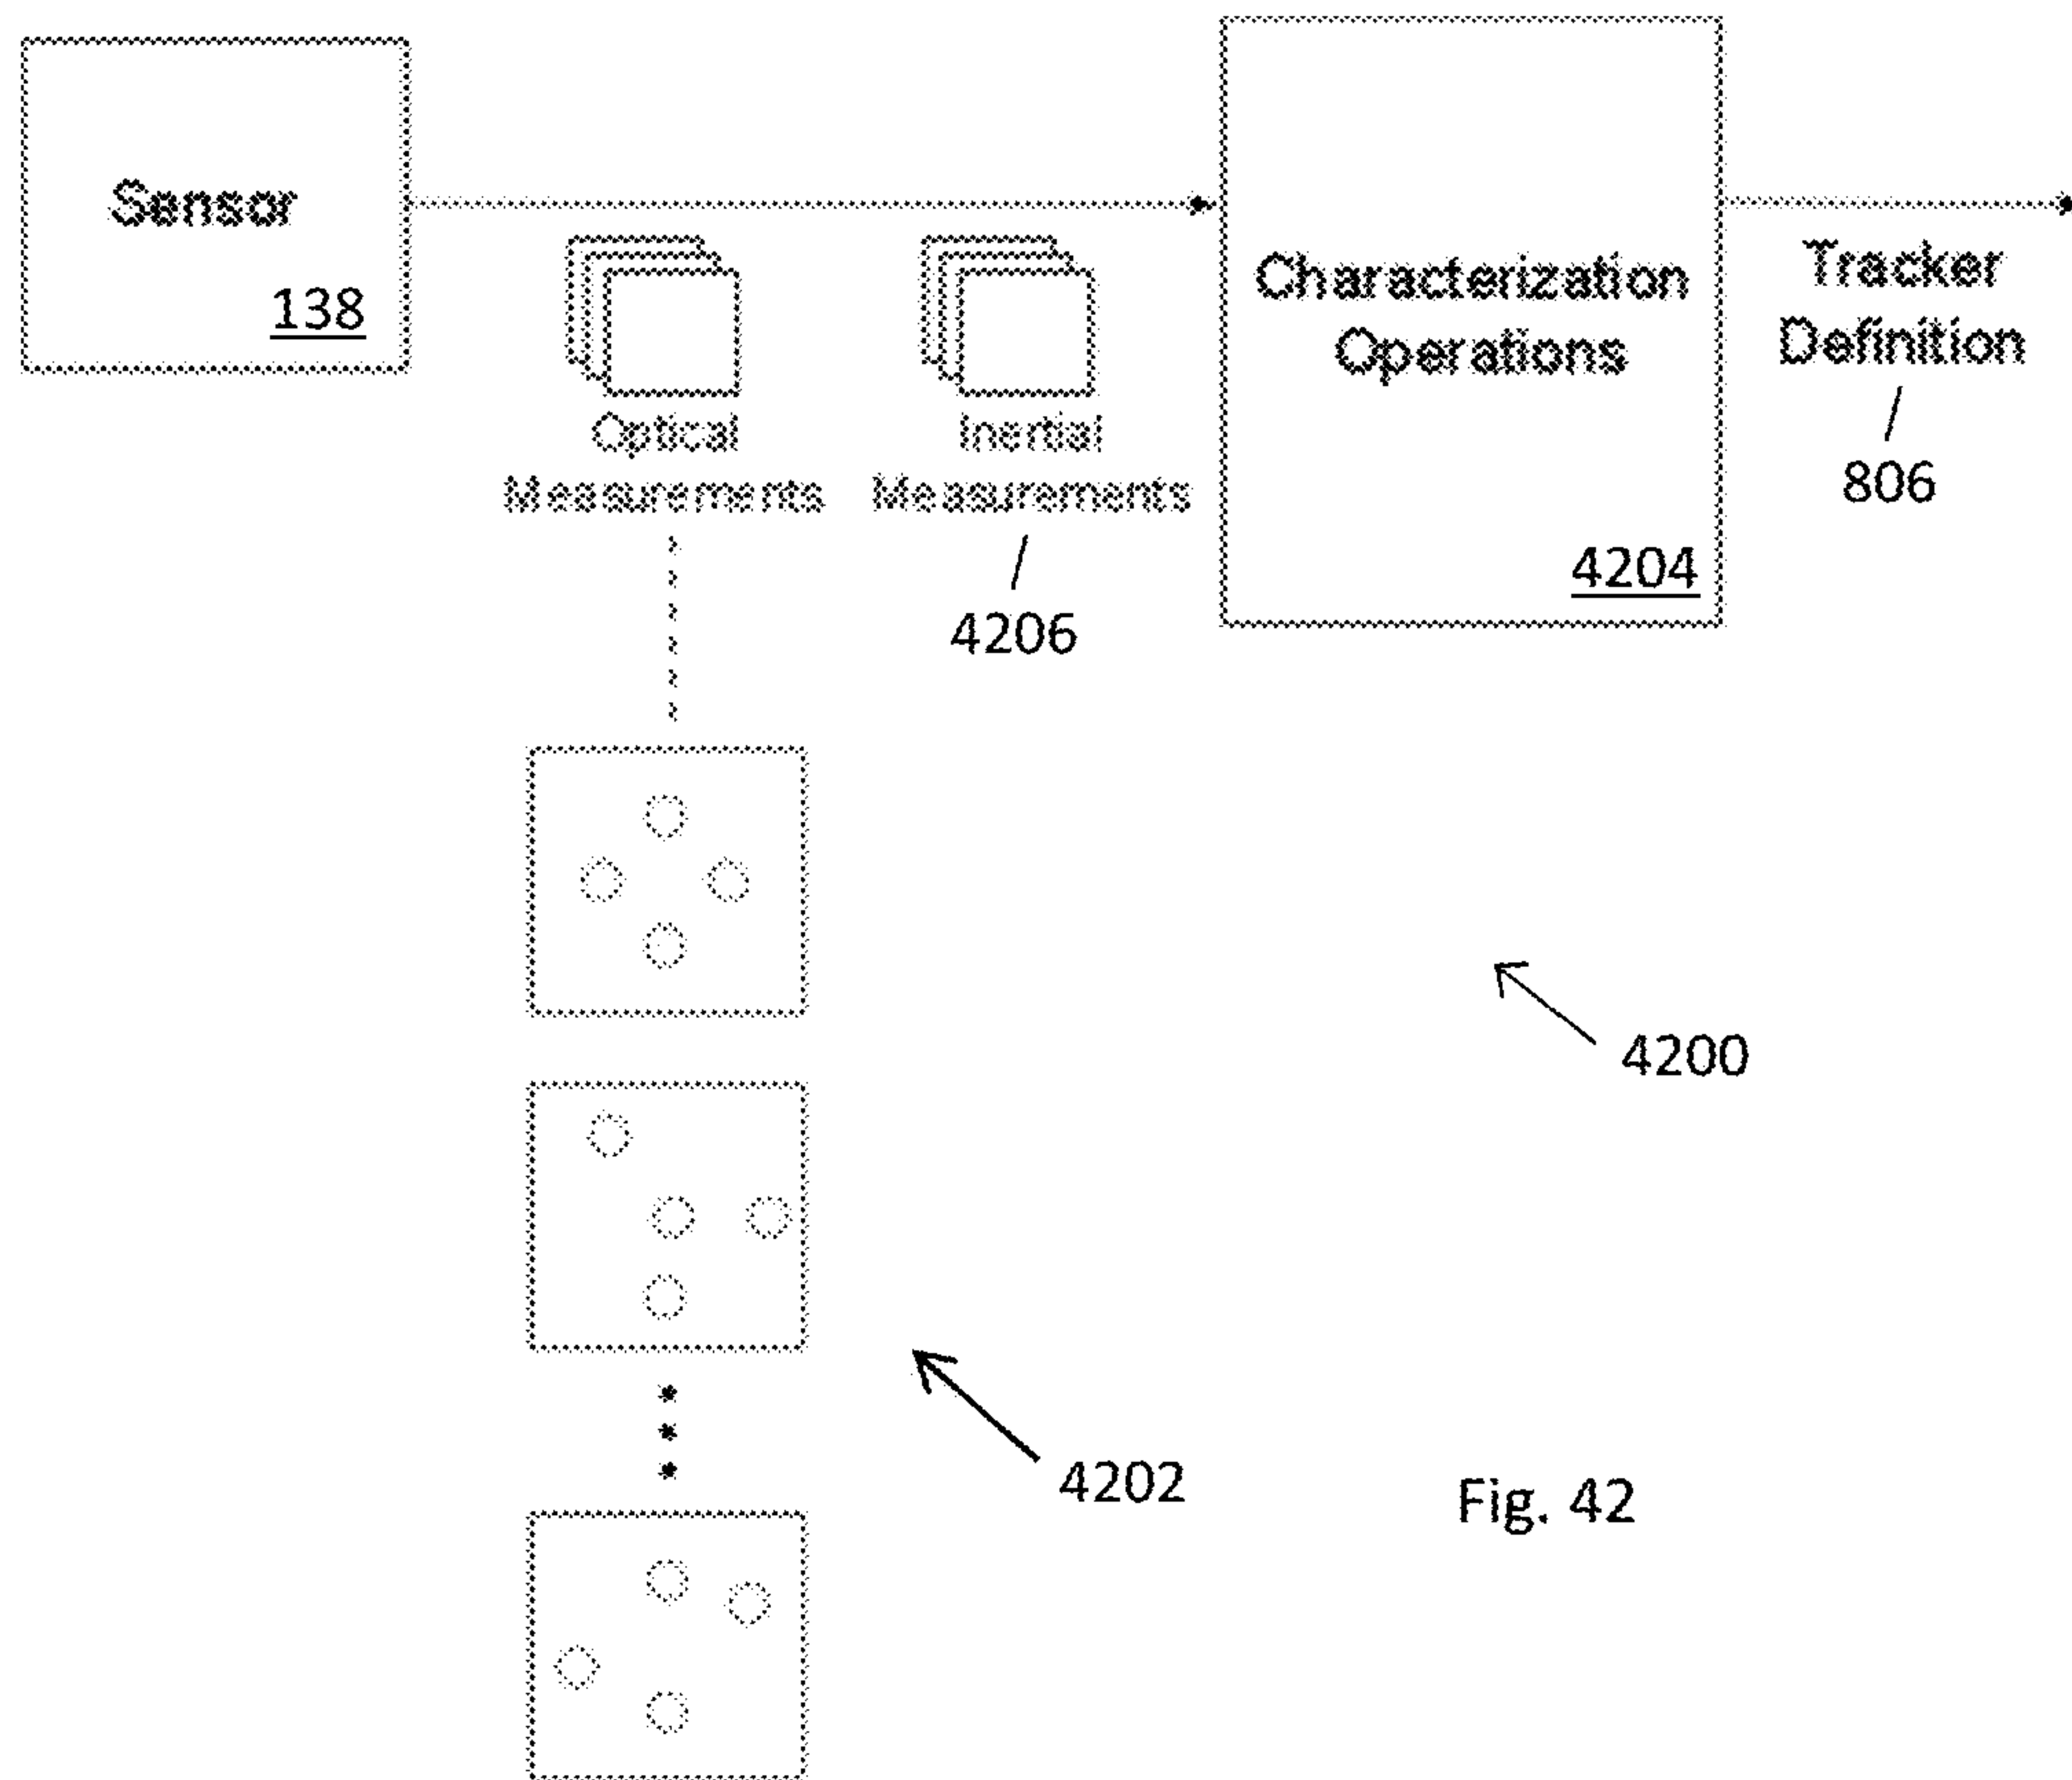 Sensor
138
Optical
Measurements
Inertial
Measurements
4206
Characterization
Operations
4204
Tracker
Definition
806
4200
4202
Fig. 42